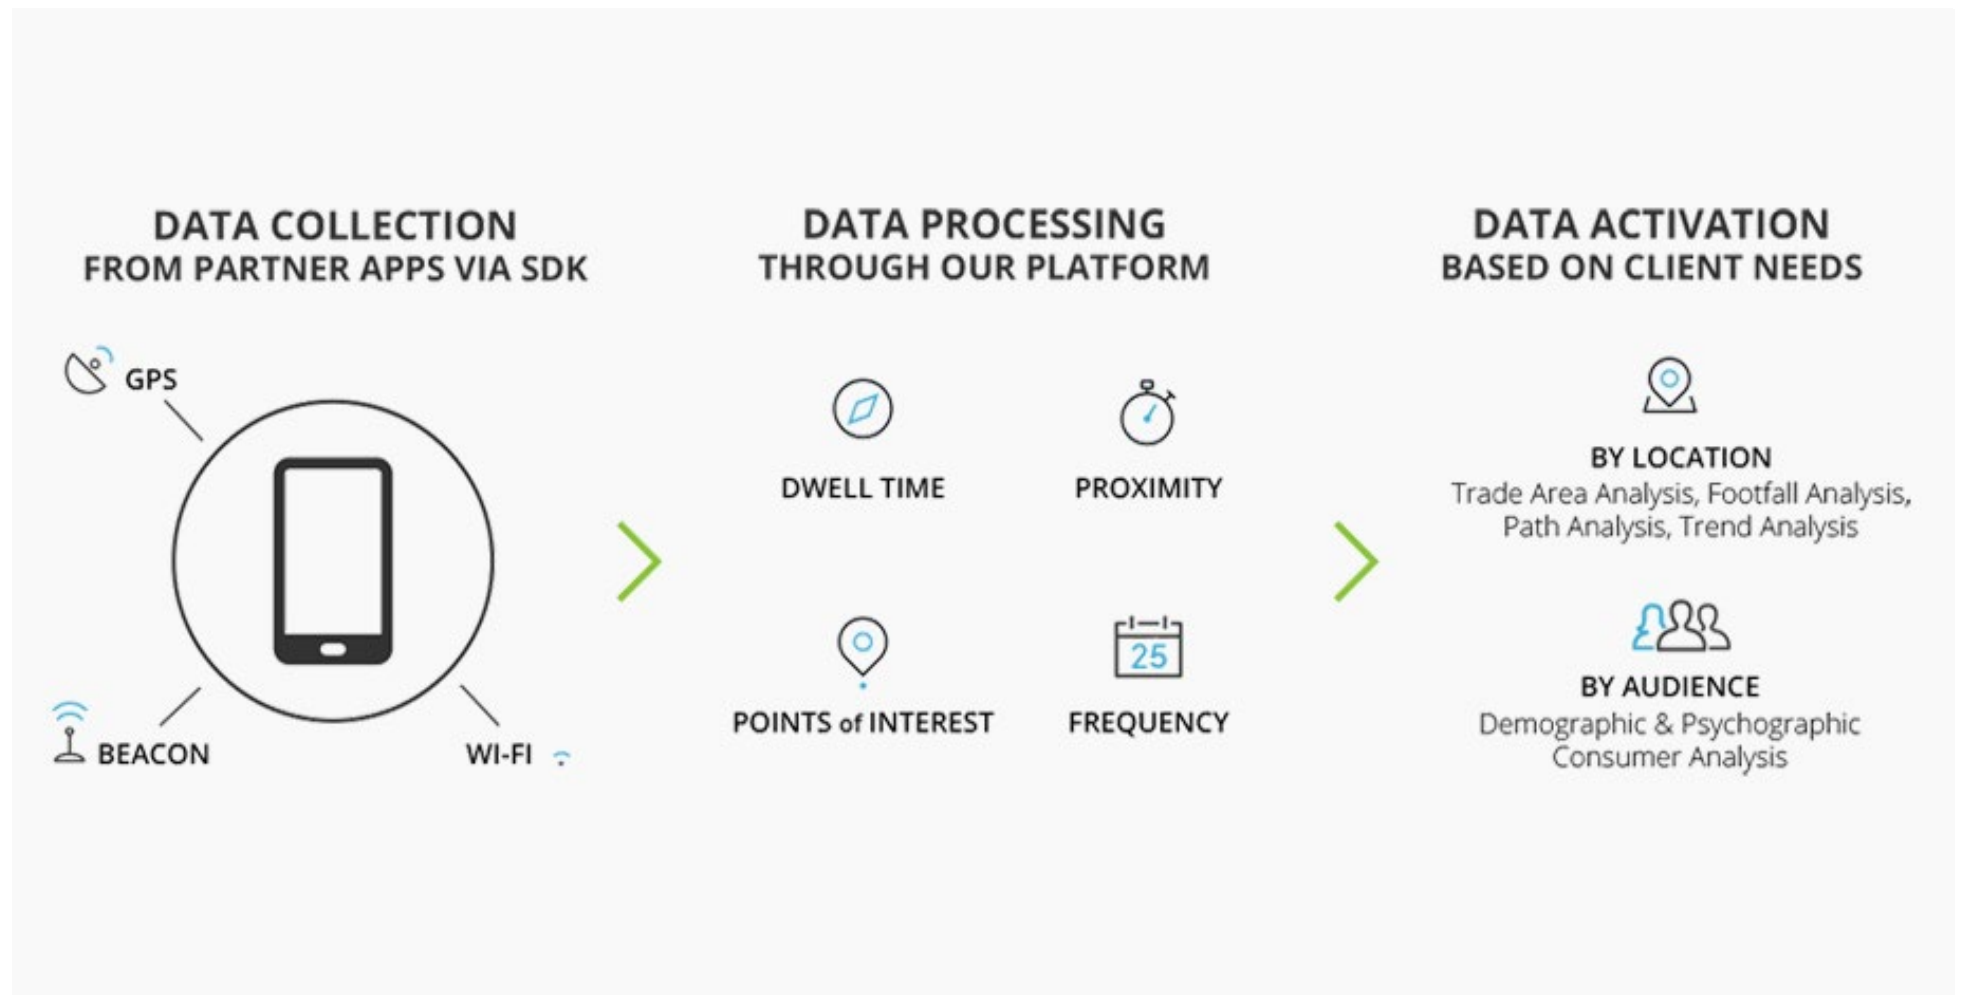 DATA COLLECTION
FROM PARTNER APPS VIA SDK
GPS
BEACON
WI-FI
DATA PROCESSING
THROUGH OUR PLATFORM
DWELL TIME
PROXIMITY
POINTS of INTEREST
25
FREQUENCY
DATA ACTIVATION
BASED ON CLIENT NEEDS
BY LOCATION
Trade Area Analysis, Footfall Analysis,
Path Analysis, Trend Analysis
BY AUDIENCE
Demographic & Psychographic
Consumer Analysis